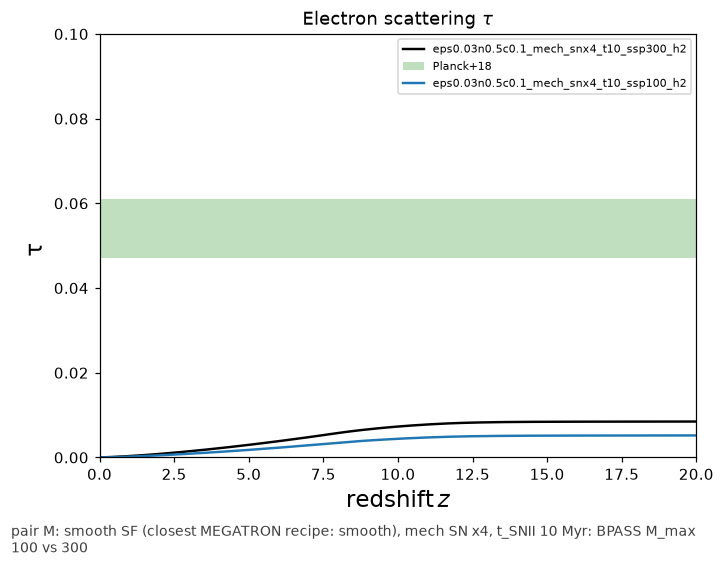 Electron scattering τ
0.10
0.08
0.06
0.04
0.02
0.00
τ
eps0.03n0.5c0.1_mech_snx4_t10_ssp300_h2
Planck+18
eps0.03n0.5c0.1_mech_snx4_t10_ssp100_h2
0.0 2.5 5.0 7.5 10.0 12.5 15.0 17.5 20.0
redshift z
pair M: smooth SF (closest MEGATRON recipe: smooth), mech SN x4, t_SNII 10 Myr: BPASS M_max
100 vs 300